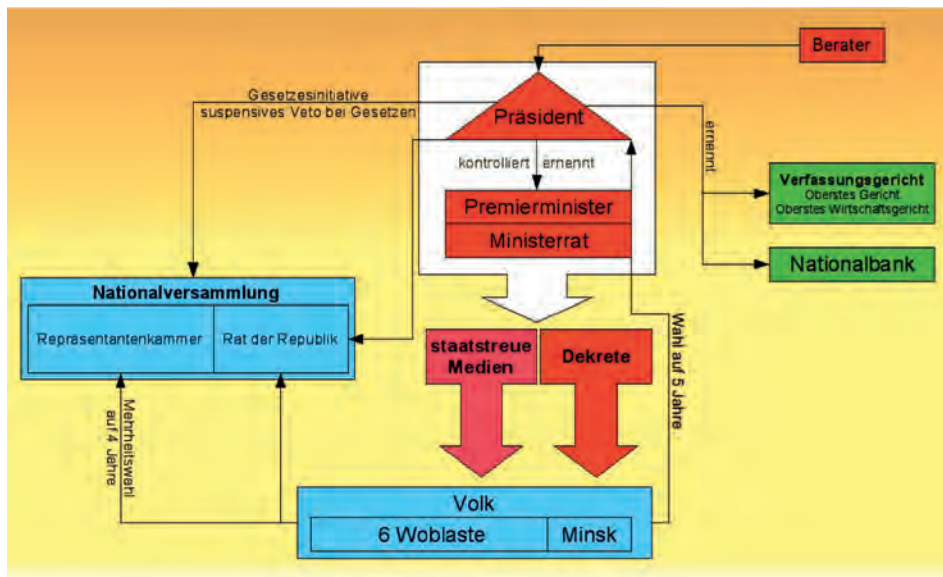 Berater
Gesetzesinitiative
suspensives Veto bei Gesetzen
Präsident
ernennt
kontrolliert ernennt
Verfassungsgericht
Oberstes Gericht
Oberstes Wirtschaftsgericht
Premierminister
Ministerrat
Nationalbank
Nationalversammlung
Repräsentantenkammer
Rat der Republik
staatstreue
Medien
Dekrete
Wahl auf 5 Jahre
Mehrheitswahl
auf 4 Jahre
Volk
6 Woblaste
Minsk